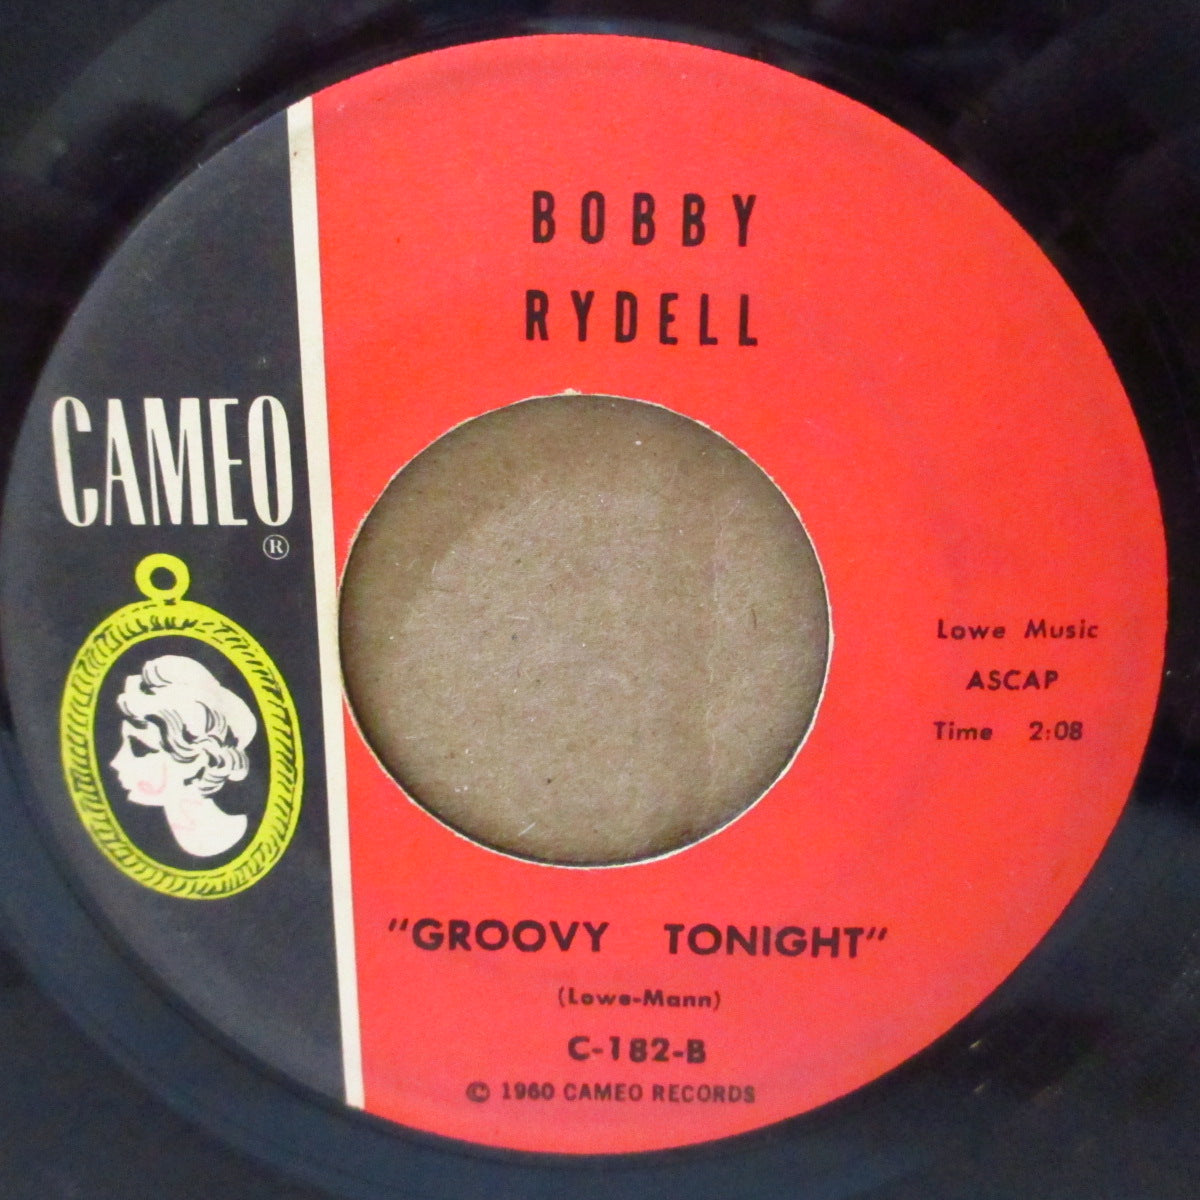 BOBBY
RYDELL
CAMEO
®
Lowe Music
ASCAP
Time 2:08
"GROOVY TONIGHT"
(Lowe-Mann)
C-182-B
© 1960 CAMEO RECORDS